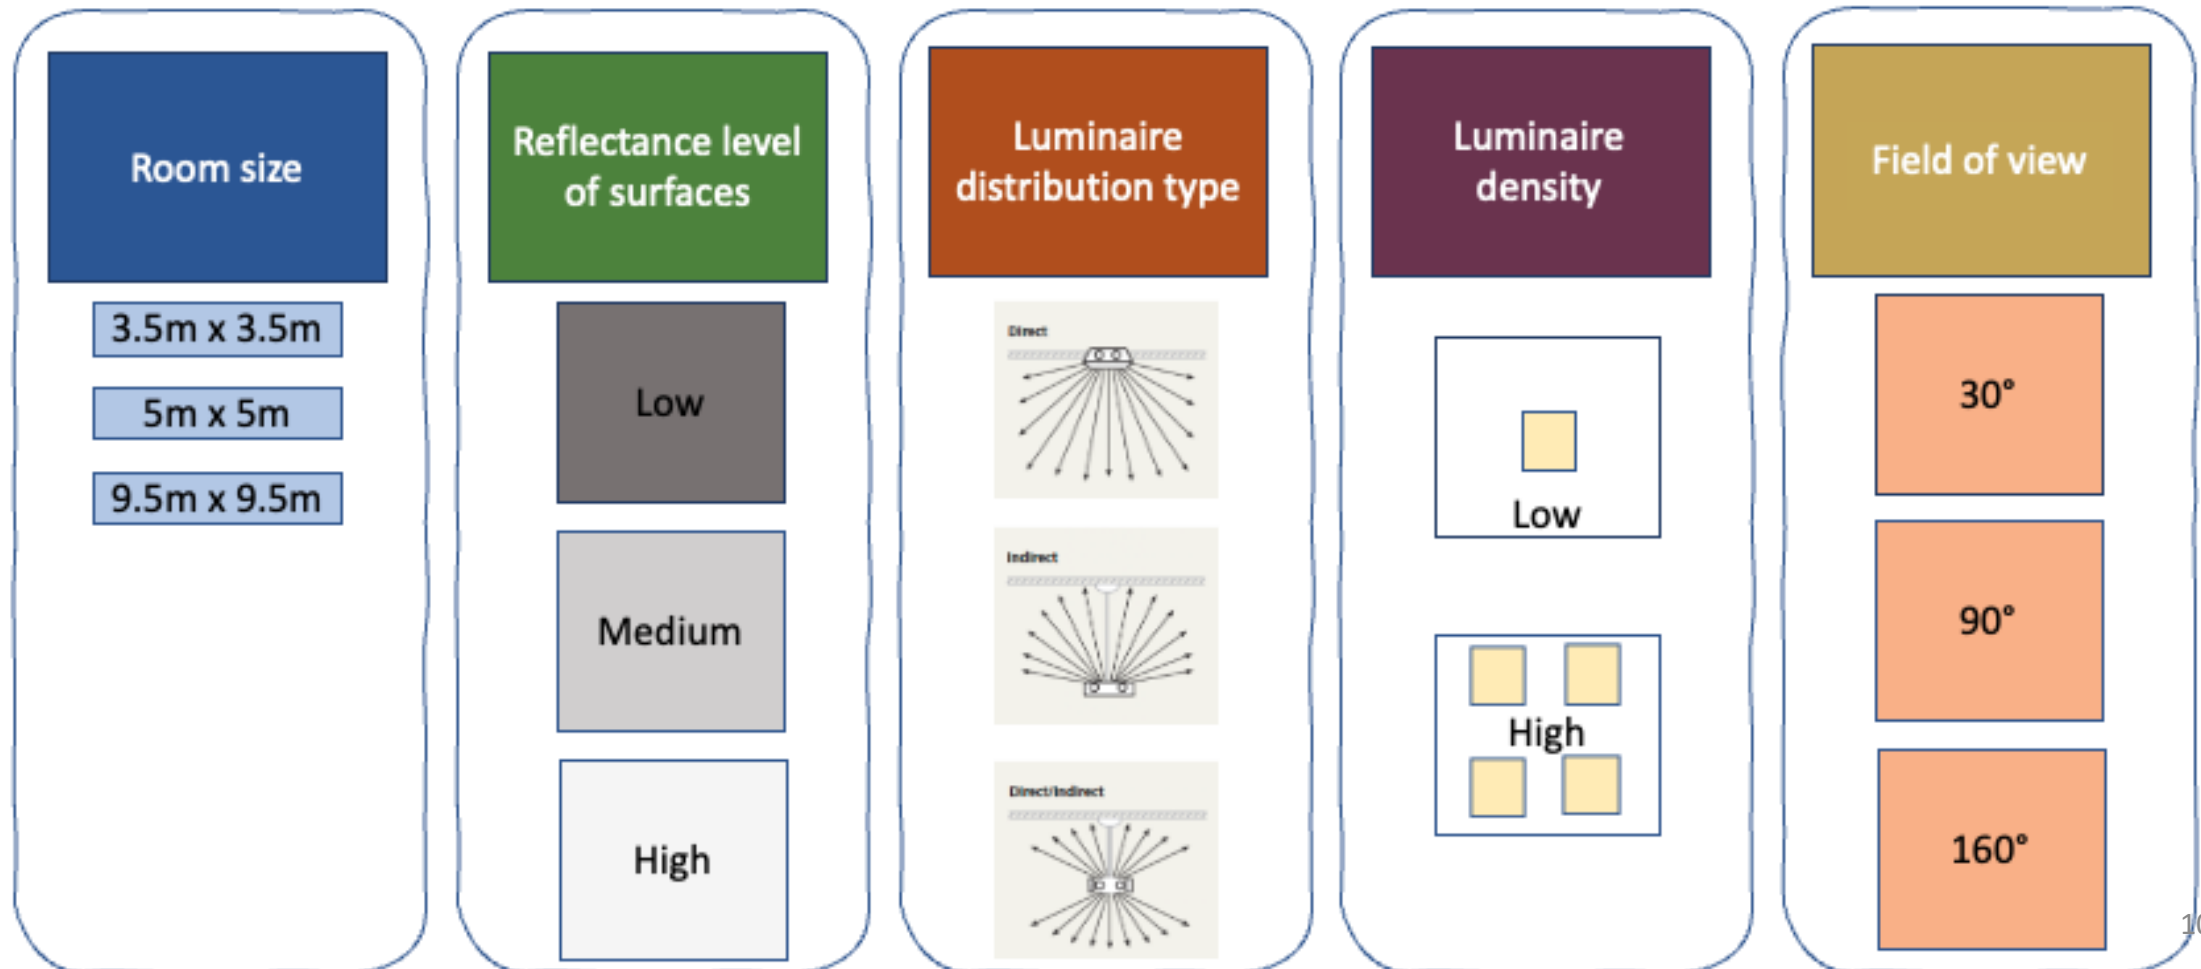 Room size
3.5m x 3.5m
5m x 5m
9.5m x 9.5m
Reflectance level
of surfaces
Low
Medium
High
Luminaire
distribution type
Direct
Indirect
Direct/Indirect
Luminaire
density
Low
High
Field of view
30°
90°
160°